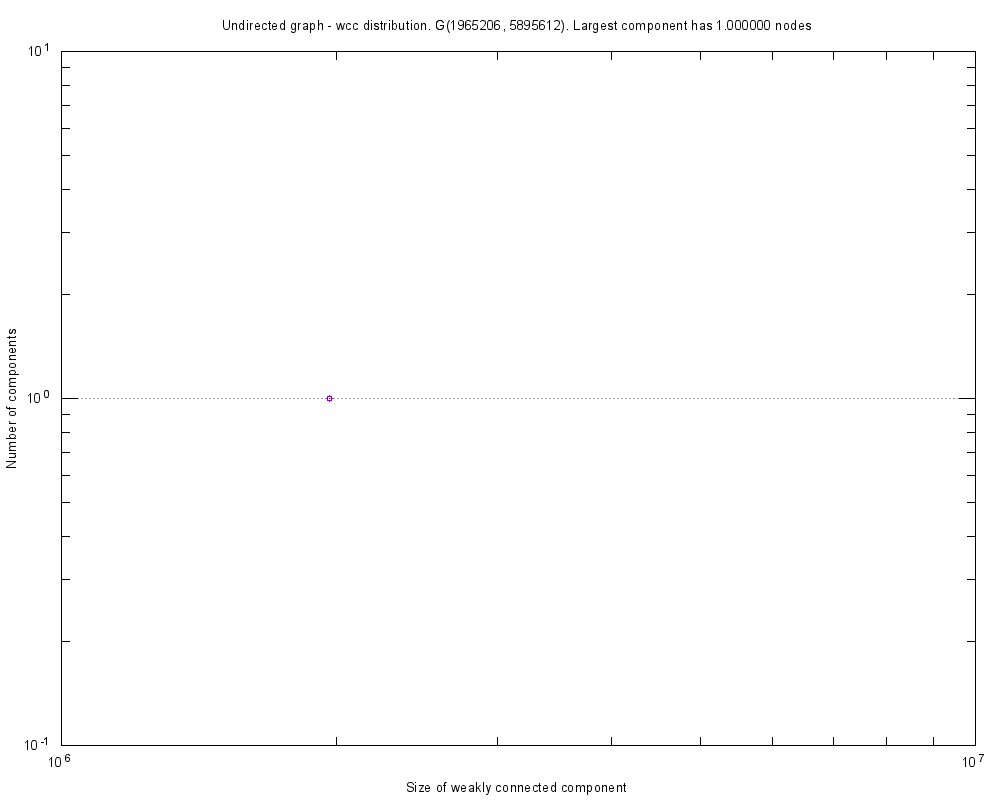 Undirected graph - wcc distribution. G(1965206, 5895612). Largest component has 1.000000 nodes
10^1
10^0
10^-1
Number of components
10^6
10^7
Size of weakly connected component